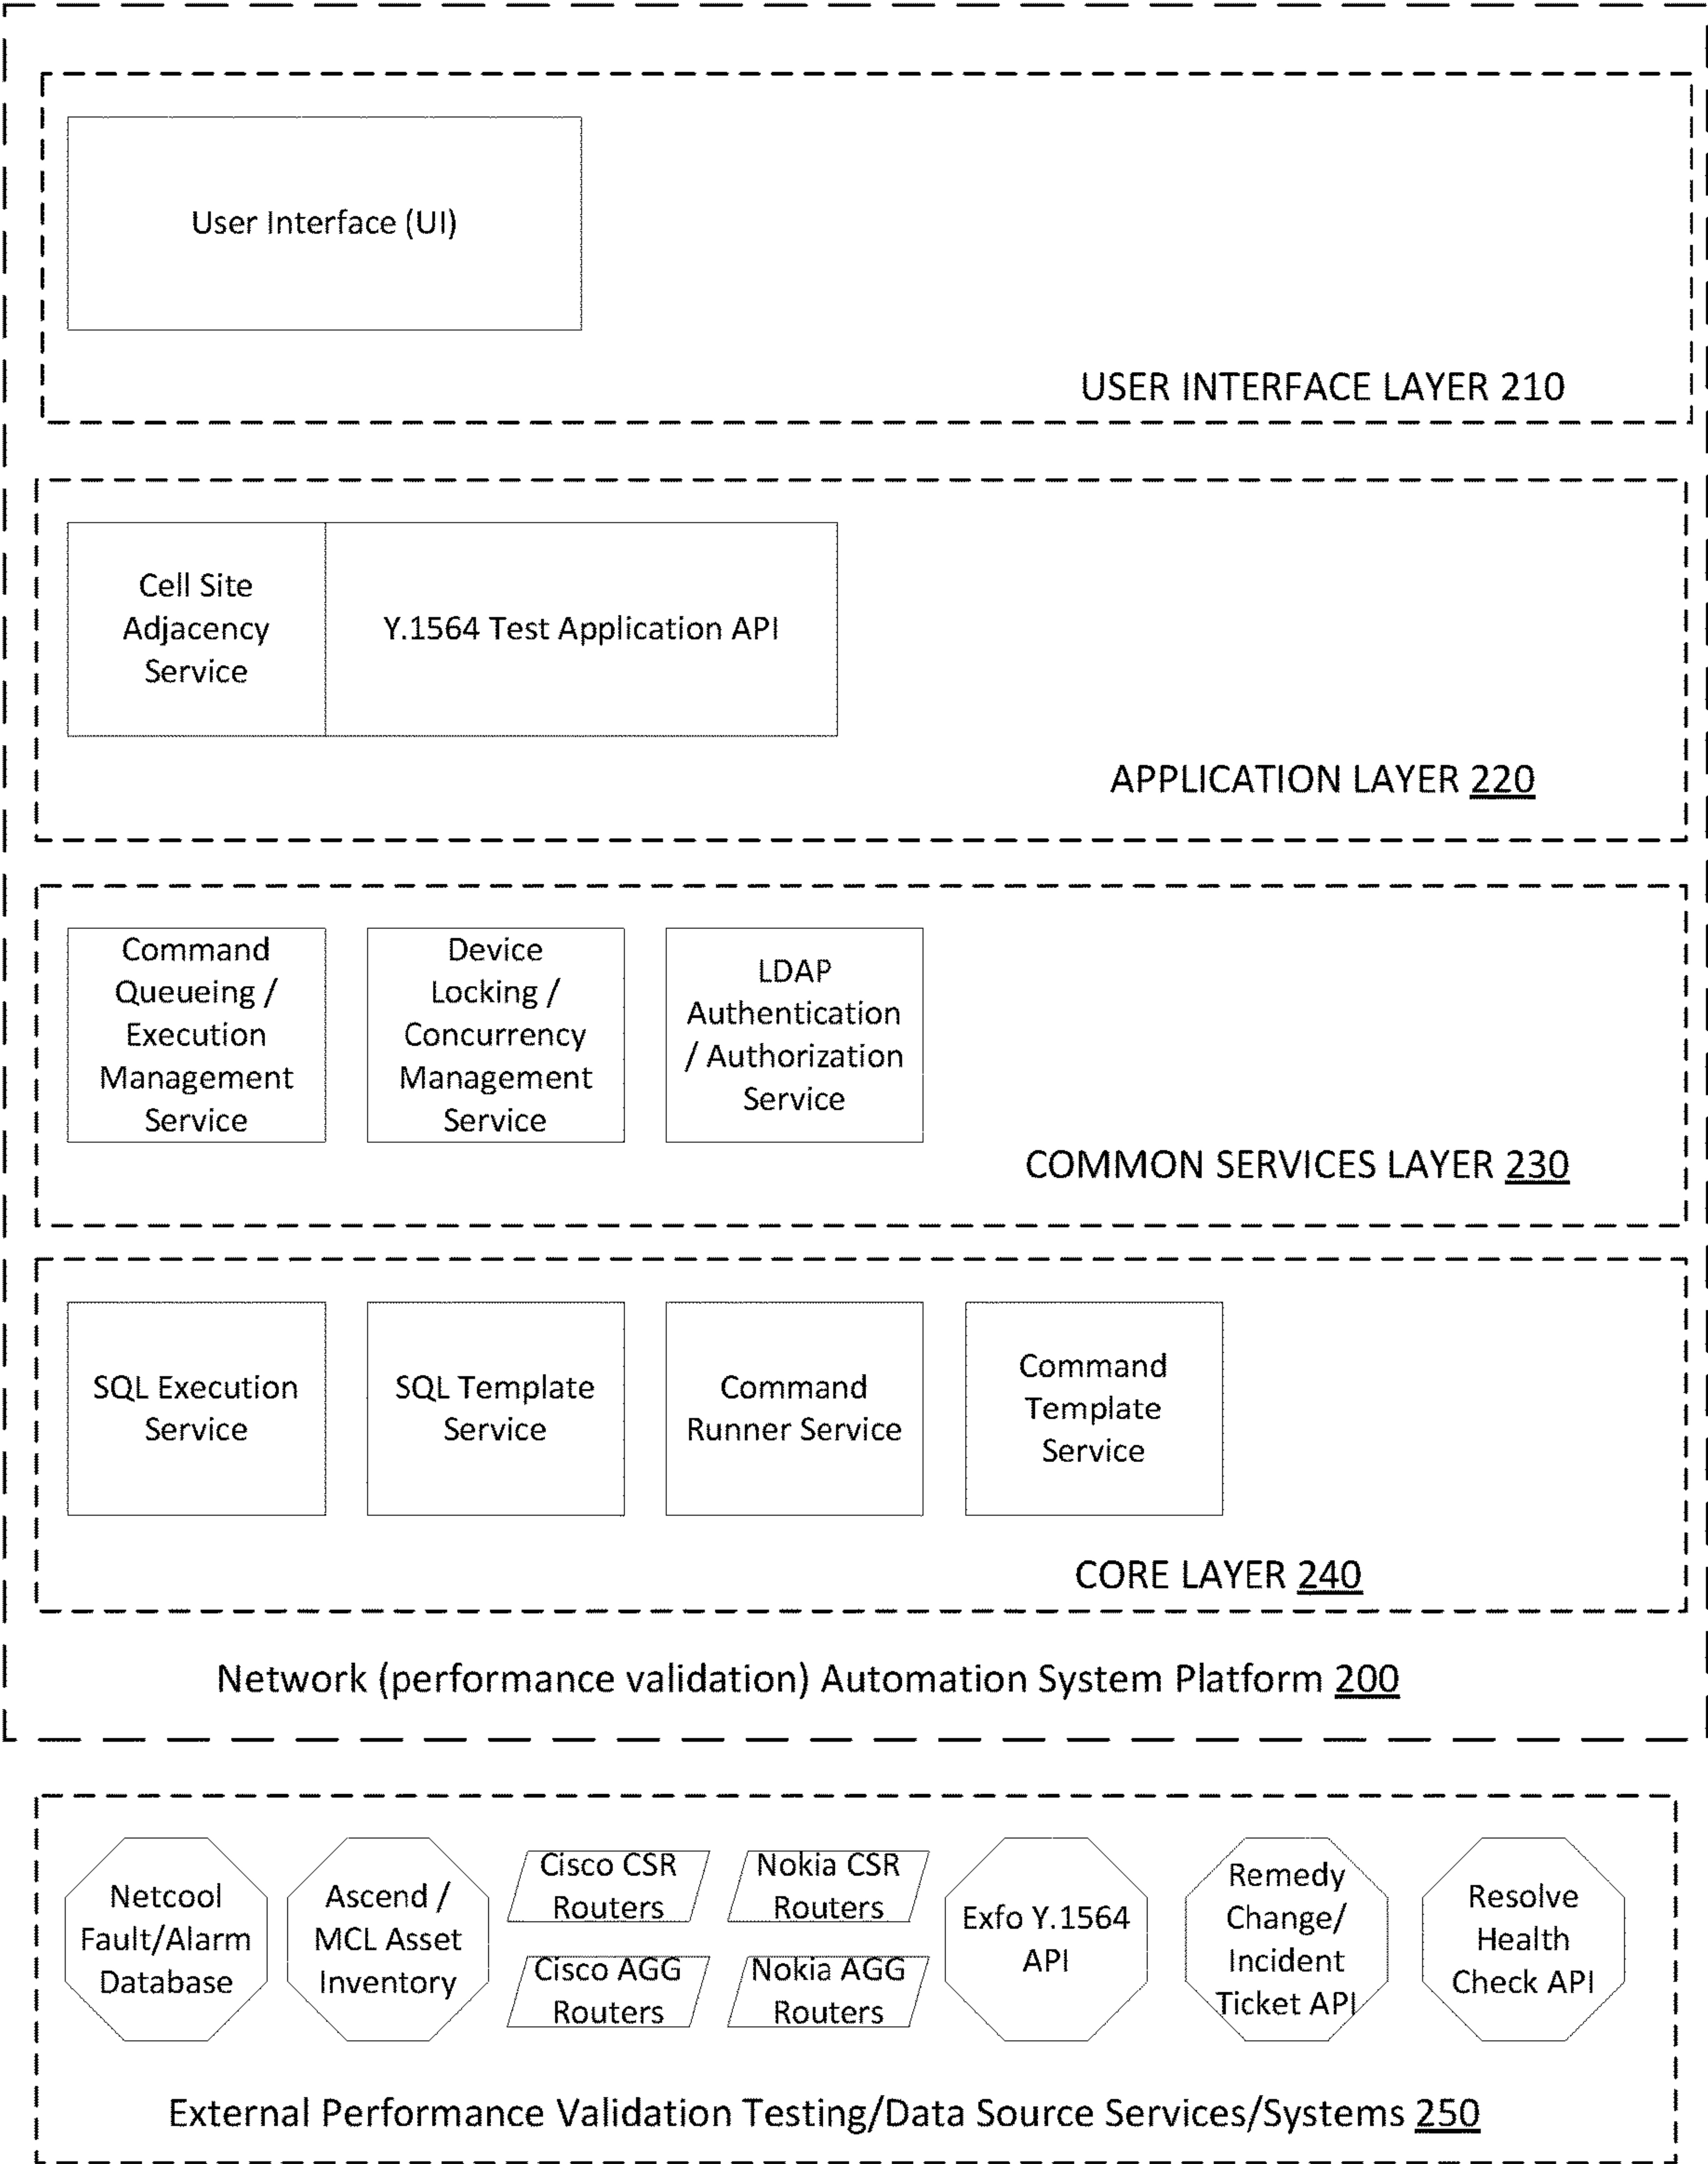 User Interface (UI)
USER INTERFACE LAYER 210
Cell Site
Adjacency
Service
Y.1564 Test Application API
APPLICATION LAYER 220
Command
Queueing /
Execution
Management
Service
Device
Locking /
Concurrency
Management
Service
LDAP
Authentication
/ Authorization
Service
COMMON SERVICES LAYER 230
SQL Execution
Service
SQL Template
Service
Command
Runner Service
Command
Template
Service
CORE LAYER 240
Network (performance validation) Automation System Platform 200
Netcool
Fault/Alarm
Database
Ascend /
MCL Asset
Inventory
Cisco CSR
Routers
Nokia CSR
Routers
Cisco AGG
Routers
Nokia AGG
Routers
Exfo Y.1564
API
Remedy
Change/
Incident
Ticket API
Resolve
Health
Check API
External Performance Validation Testing/Data Source Services/Systems 250